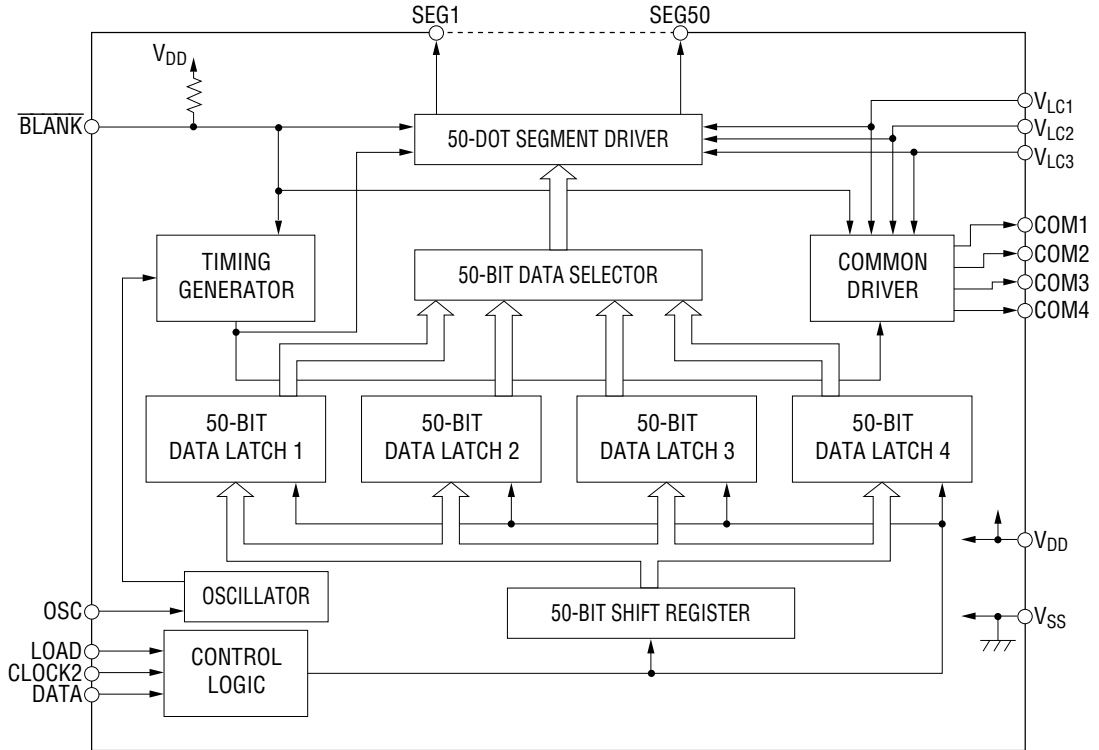 SEG1 SEG50
VDD
BLANK
50-DOT SEGMENT DRIVER
VLC1
VLC2
VLC3
TIMING
GENERATOR
50-BIT DATA SELECTOR
COMMON
DRIVER
COM1
COM2
COM3
COM4
50-BIT
DATA LATCH 1
50-BIT
DATA LATCH 2
50-BIT
DATA LATCH 3
50-BIT
DATA LATCH 4
VDD
OSCILLATOR
OSC
50-BIT SHIFT REGISTER
VSS
LOAD
CLOCK2
DATA
CONTROL
LOGIC